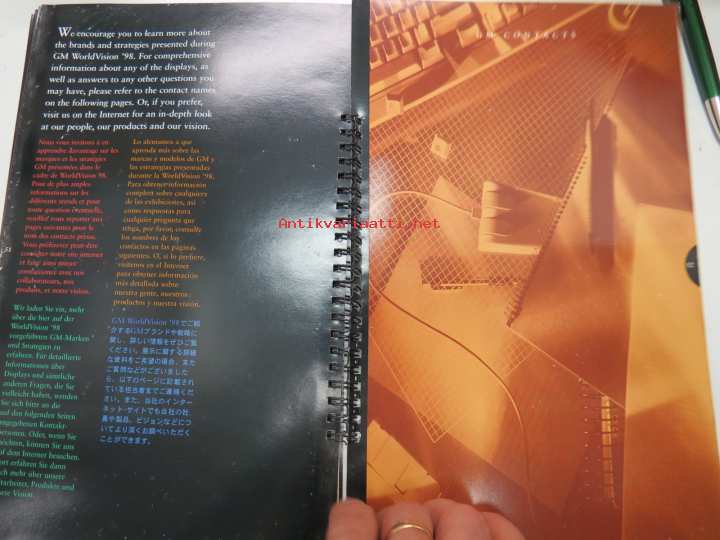 We encourage you to learn more about
the brands and strategies presented during
GM WorldVision '98. For comprehensive
information about any of the displays, as
well as answers to any other questions you
may have, please refer to the contact names
on the following pages. Or, if you prefer,
visit us on the Internet for an in-depth look
at our people, our products and our vision.
Nous vous invitons à en
apprendre davantage sur les
marques et les stratégies
GM présentées dans le
cadre de WorldVision 98.
Pour de plus amples
informations sur les
différents stands et pour
toute question éventuelle,
veuillez vous reporter aux
pages suivantes pour le
nom des contacts presse.
Vous préférerez peut-être
consulter notre site internet
et faire ainsi mieux
connaissance avec nos
collaborateurs, nos
produits, et notre vision.
Lo alentamos a que
aprenda más sobre las
marcas y modelos de GM y
las estrategias presentadas
durante la WorldVision '98.
Para obtener información
completa sobre cualquiera
de las exhibiciones, así
como respuestas para
cualquier pregunta que
tenga, por favor, consulte
los nombres de los
contactos en las páginas
siguientes. O, si lo prefiere,
visítenos en el Internet
para obtener información
más detallada sobre
nuestra gente, nuestros
productos y nuestra visión.
Wir laden Sie ein, mehr
über die hier auf der
WorldVision '98
vorgeführten GM-Marken
und Strategien zu
erfahren. Für detaillierte
Informationen über
Displays und sämtliche
anderen Fragen, die Sie
vielleicht haben, wenden
Sie sich bitte an die
auf den folgenden Seiten
angegebenen Kontakt-
personen. Oder, wenn Sie
möchten, können Sie uns
auf dem Internet besuchen.
Dort erfahren Sie dann
noch mehr über unsere
Mitarbeiter, Produkte und
Vision.
GM WorldVision '98でご紹
介するGMブランドや戦略に
関し、詳しい情報をぜひご覧
ください。展示に関する詳細
な資料をご希望の場合、また
ご質問などがございました
ら、以下のページに記載され
ている担当者までご連絡くだ
さい。また、当社のインター
ネット・サイトでも当社の社
員や製品、ビジョンなどにつ
いてより深くお調べいただく
ことができます。
GM CONTACTS
Antikvariaatti.net